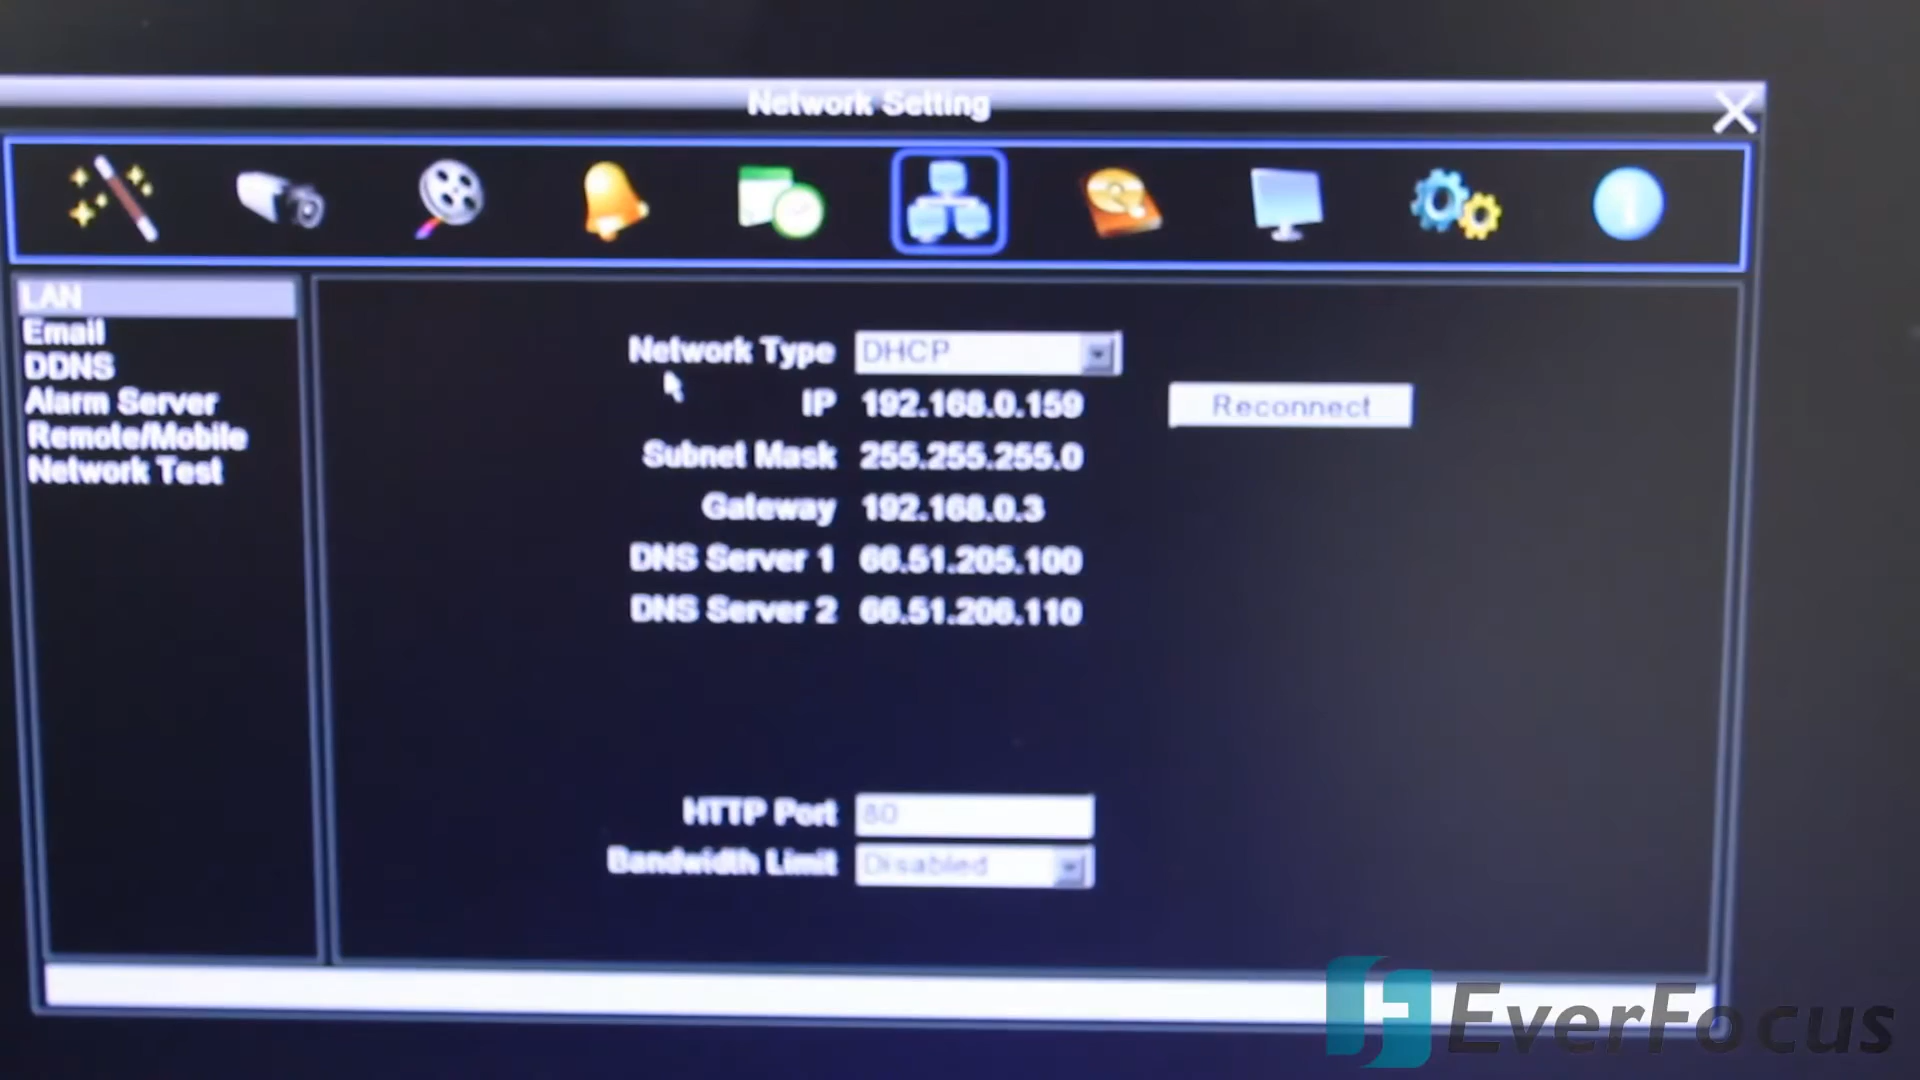 Network Setting
LAN
Email
DDNS
Alarm Server
Remote/Mobile
Network Test
Network Type DHCP
IP 192.168.0.159 Reconnect
Subnet Mask 255.255.255.0
Gateway 192.168.0.3
DNS Server 1 66.51.205.100
DNS Server 2 66.51.206.110
HTTP Port 80
Bandwidth Limit Disabled
EverFocus